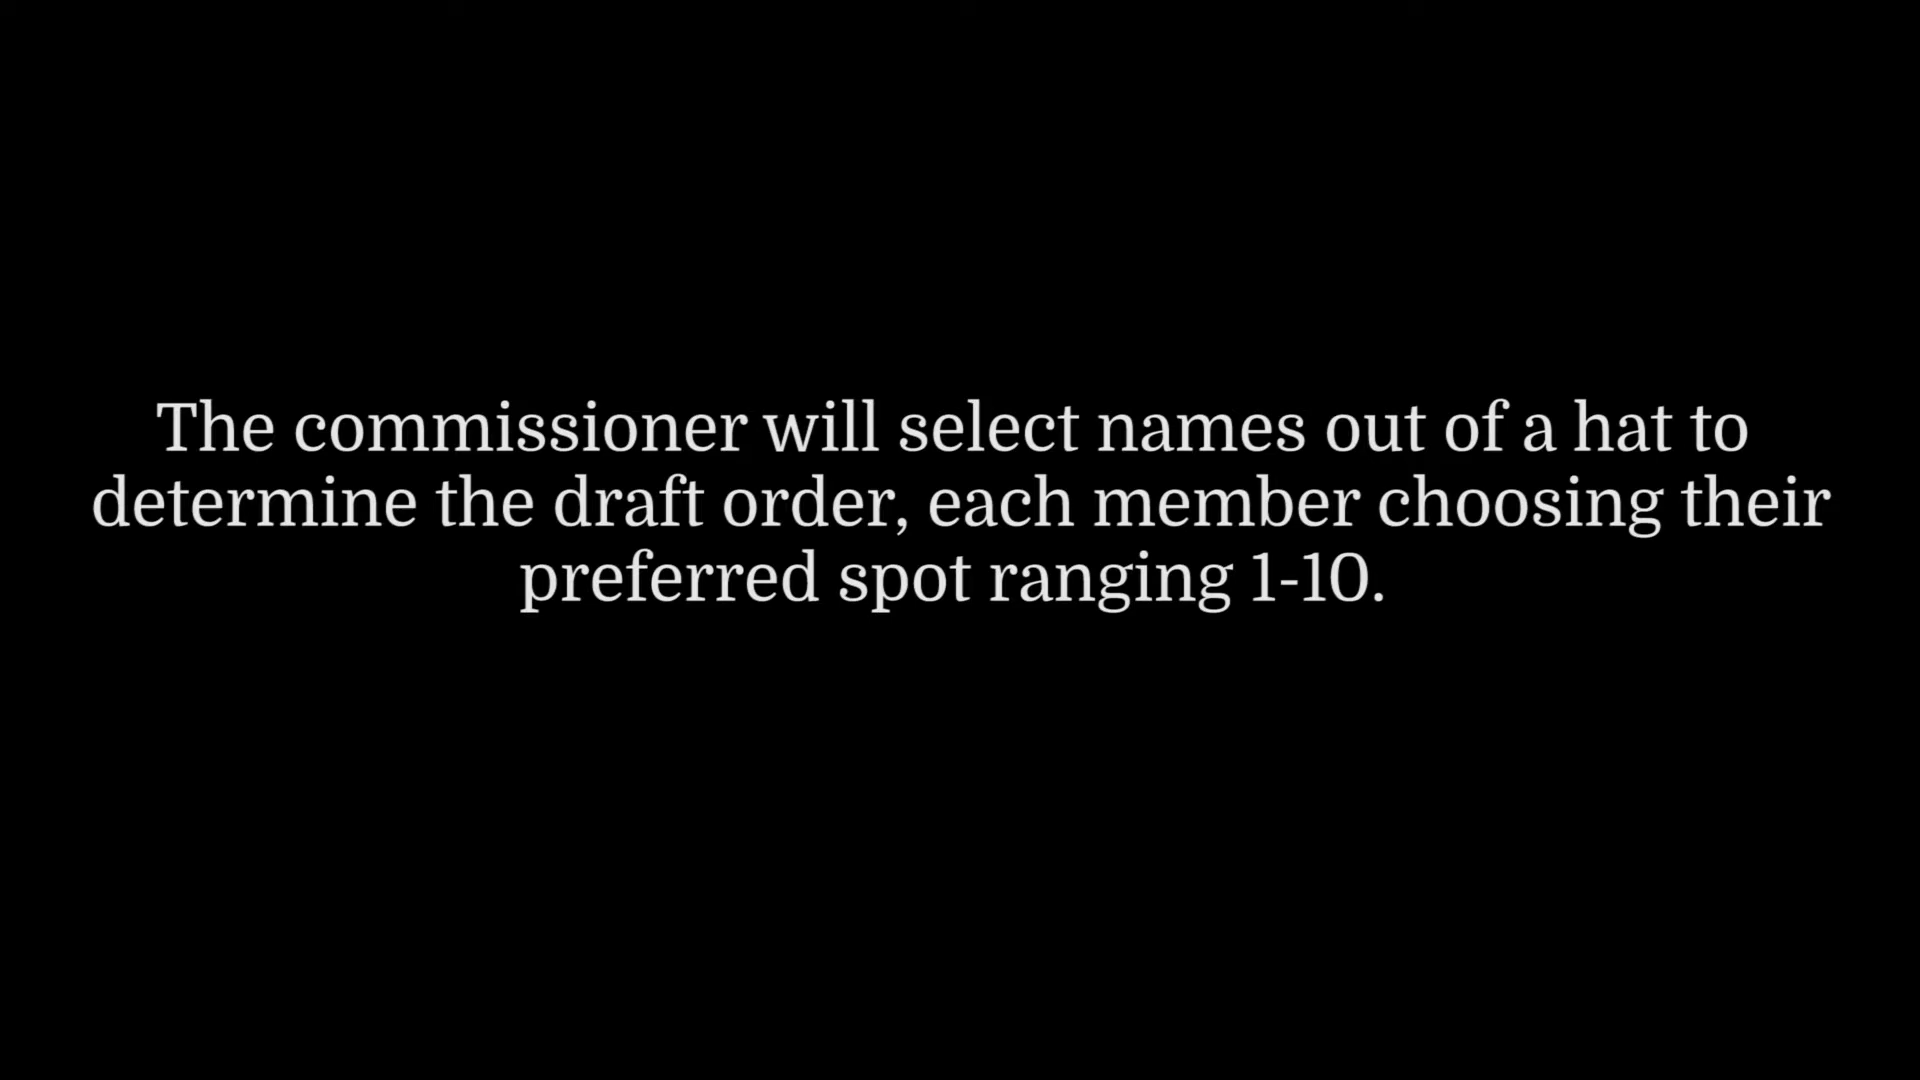 The commissioner will select names out of a hat to
determine the draft order, each member choosing their
preferred spot ranging 1-10.